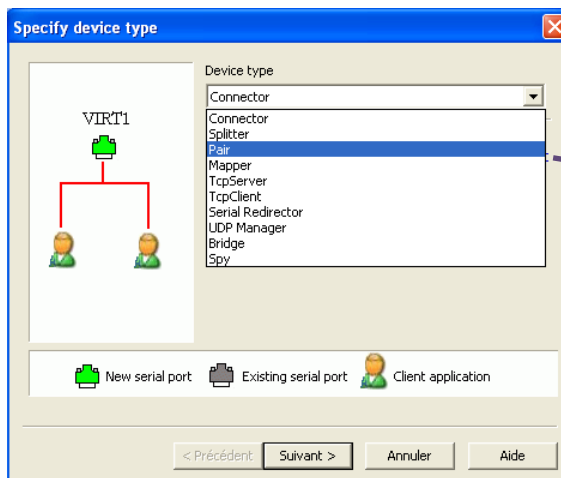 Specify device type
Device type
Connector
VIRT1
Connector
Splitter
Pair
Mapper
TcpServer
TcpClient
Serial Redirector
UDP Manager
Bridge
Spy
New serial port
Existing serial port
Client application
< Précédent
Suivant >
Annuler
Aide